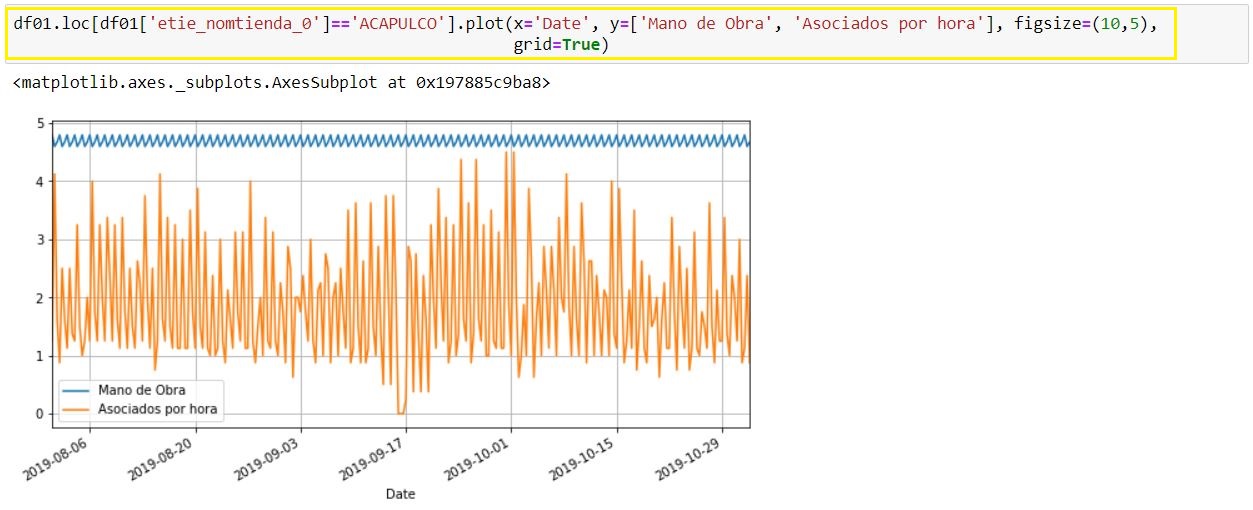 df01.loc[df01['etie_nomtienda_0']=='ACAPULCO'].plot(x='Date', y=['Mano de Obra', 'Asociados por hora'], figsize=(10,5),
grid=True)
<matplotlib.axes._subplots.AxesSubplot at 0x197885c9ba8>
5
4
3
2
1
0
Mano de Obra
Asociados por hora
2019-08-06
2019-08-20
2019-09-03
2019-09-17
2019-10-01
2019-10-15
2019-10-29
Date